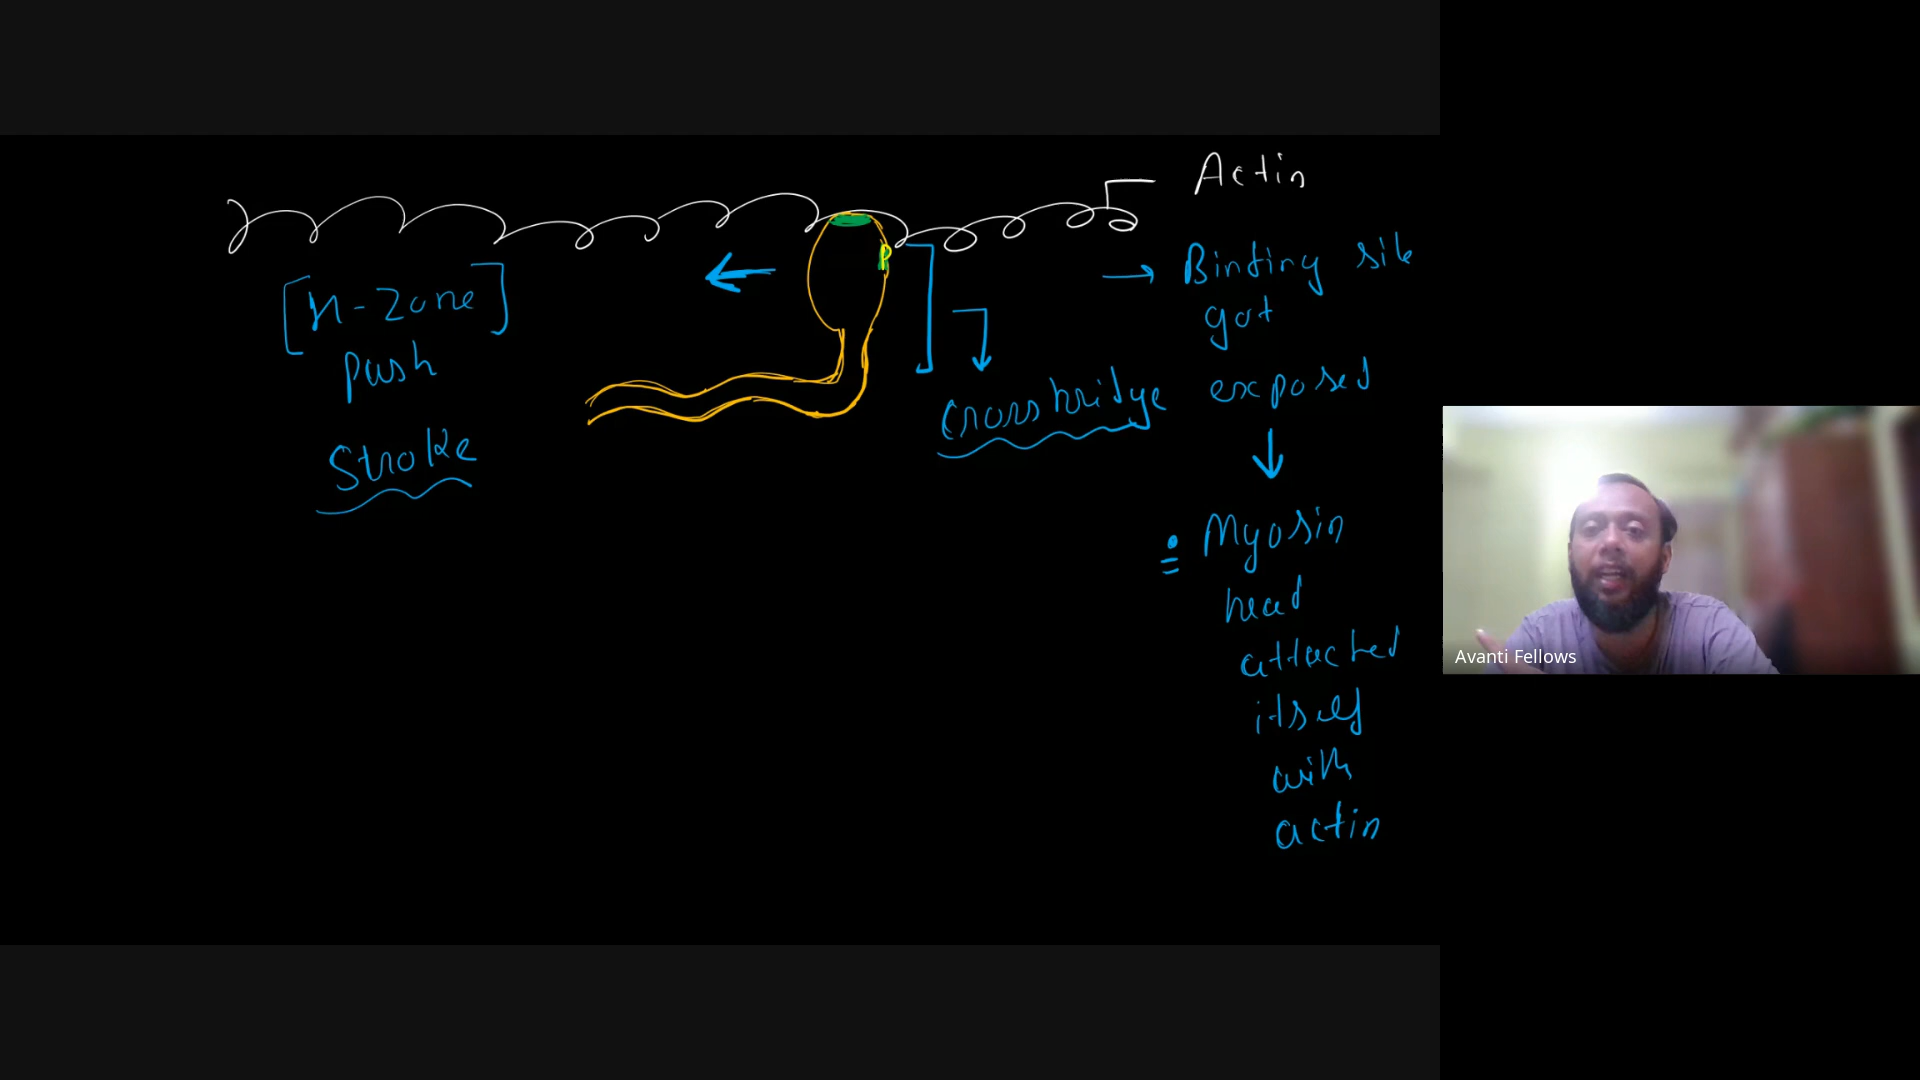 Actin
[H-Zone]
push
Stroke
Crossbridge
P
→ Binding site
got
exposed
↓
Myosin
head
attached
itself
with
actin
Avanti Fellows